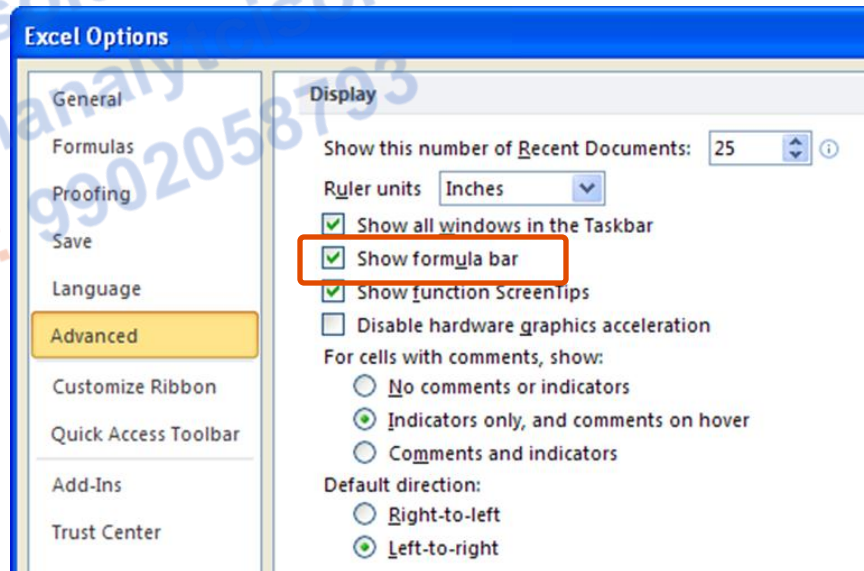 Excel Options
General
Formulas
Proofing
Save
Language
Advanced
Customize Ribbon
Quick Access Toolbar
Add-Ins
Trust Center
Display
Show this number of Recent Documents: 25
Ruler units Inches
Show all windows in the Taskbar
Show formula bar
Show function ScreenTips
Disable hardware graphics acceleration
For cells with comments, show:
No comments or indicators
Indicators only, and comments on hover
Comments and indicators
Default direction:
Right-to-left
Left-to-right
9902058793